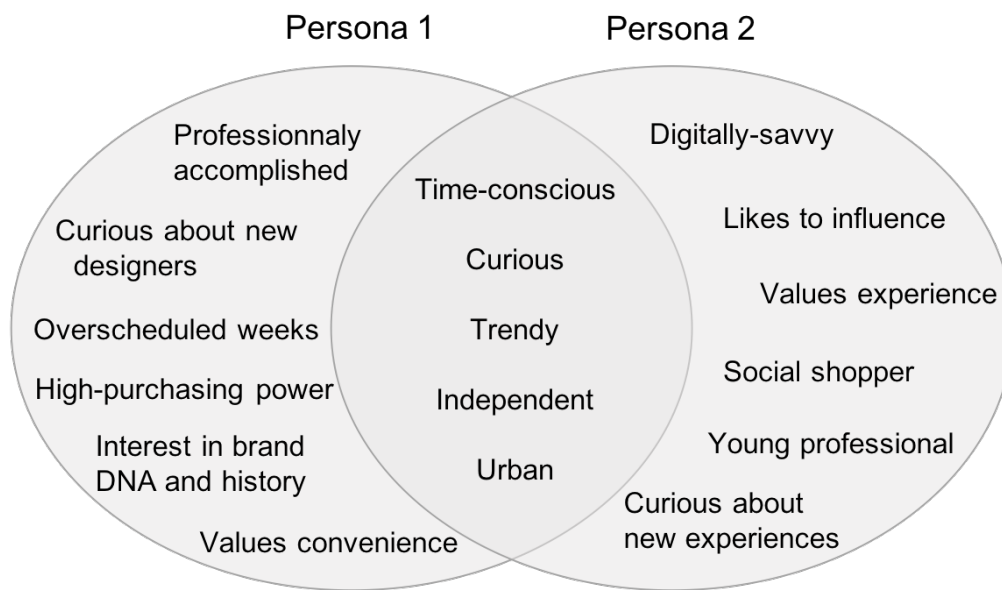 Persona 1
Persona 2
Professionnaly
accomplished
Curious about new
designers
Overscheduled weeks
High-purchasing power
Interest in brand
DNA and history
Values convenience
Time-conscious
Curious
Trendy
Independent
Urban
Digitally-savvy
Likes to influence
Values experience
Social shopper
Young professional
Curious about
new experiences